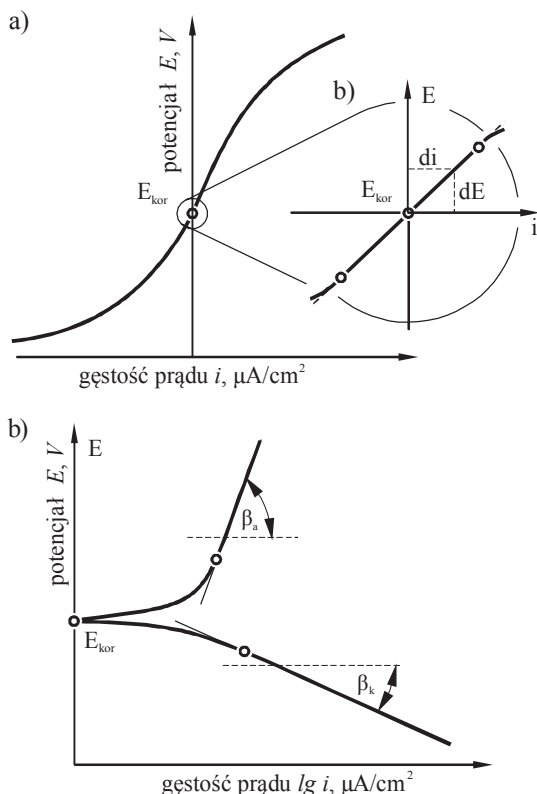 a)
potencjał E, V
E_kor
gęstość prądu i, µA/cm²
b)
E
di
E_kor
dE
i
b)
potencjał E, V
E
β_a
E_kor
β_k
gęstość prądu lg i, µA/cm²